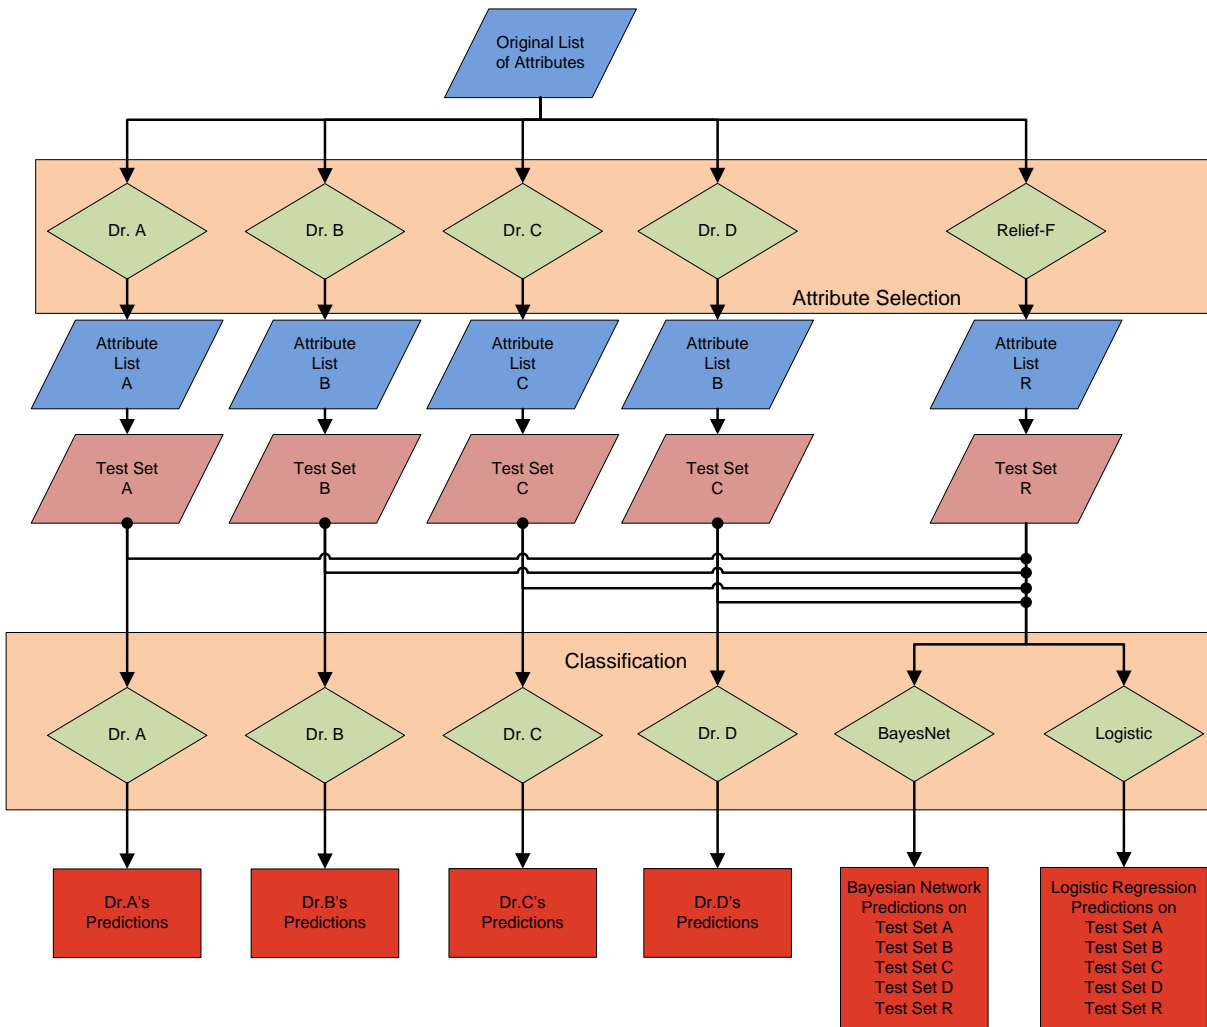 Original List
of Attributes
Dr. A
Dr. B
Dr. C
Dr. D
Relief-F
Attribute Selection
Attribute
List
A
Attribute
List
B
Attribute
List
C
Attribute
List
B
Attribute
List
R
Test Set
A
Test Set
B
Test Set
C
Test Set
C
Test Set
R
Classification
Dr. A
Dr. B
Dr. C
Dr. D
BayesNet
Logistic
Dr.A's
Predictions
Dr.B's
Predictions
Dr.C's
Predictions
Dr.D's
Predictions
Bayesian Network
Predictions on
Test Set A
Test Set B
Test Set C
Test Set D
Test Set R
Logistic Regression
Predictions on
Test Set A
Test Set B
Test Set C
Test Set D
Test Set R